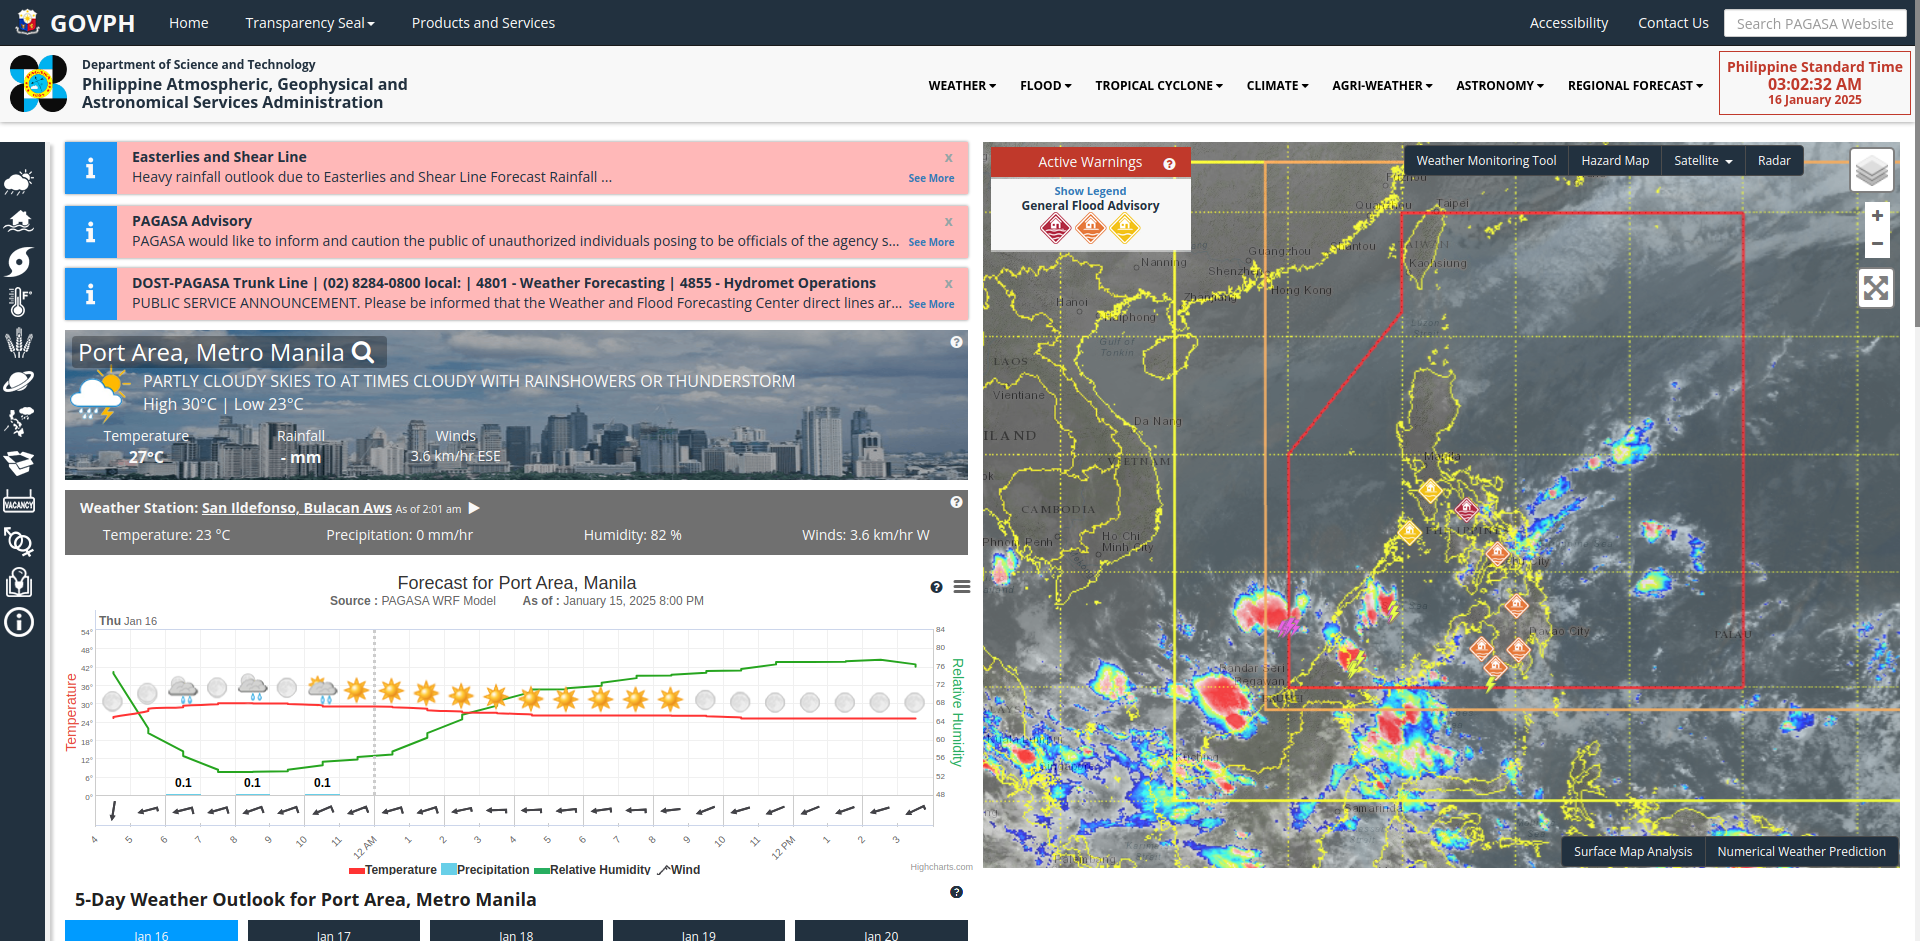 GOVPH
Home
Transparency Seal
Products and Services
Accessibility
Contact Us
Search PAGASA Website
Department of Science and Technology
Philippine Atmospheric, Geophysical and
Astronomical Services Administration
WEATHER
FLOOD
TROPICAL CYCLONE
CLIMATE
AGRI-WEATHER
ASTRONOMY
REGIONAL FORECAST
Philippine Standard Time
03:02:32 AM
16 January 2025
VACANCY
Easterlies and Shear Line
x
Heavy rainfall outlook due to Easterlies and Shear Line Forecast Rainfall ...
See More
PAGASA Advisory
x
PAGASA would like to inform and caution the public of unauthorized individuals posing to be officials of the agency s...
See More
DOST-PAGASA Trunk Line | (02) 8284-0800 local: | 4801 - Weather Forecasting | 4855 - Hydromet Operations
x
PUBLIC SERVICE ANNOUNCEMENT. Please be informed that the Weather and Flood Forecasting Center direct lines ar...
See More
Port Area, Metro Manila
PARTLY CLOUDY SKIES TO AT TIMES CLOUDY WITH RAINSHOWERS OR THUNDERSTORM
High 30°C | Low 23°C
Temperature
Rainfall
Winds
27°C
- mm
3.6 km/hr ESE
Weather Station: San Ildefonso, Bulacan Aws As of 2:01 am
Temperature: 23 °C
Precipitation: 0 mm/hr
Humidity: 82 %
Winds: 3.6 km/hr W
Forecast for Port Area, Manila
Source : PAGASA WRF Model As of : January 15, 2025 8:00 PM
Thu Jan 16
Temperature
54°
48°
42°
36°
30°
24°
18°
12°
6°
0°
84
80
76
72
68
64
60
56
52
48
Relative Humidity
0.1
0.1
0.1
4 5 6 7 8 9 10 11 12 AM 1 2 3 4 5 6 7 8 9 10 11 12 PM 1 2 3
Temperature Precipitation Relative Humidity Wind
Highcharts.com
5-Day Weather Outlook for Port Area, Metro Manila
Jan 16
Jan 17
Jan 18
Jan 19
Jan 20
Active Warnings
Show Legend
General Flood Advisory
Weather Monitoring Tool
Hazard Map
Satellite
Radar
+
−
Taipei
Guangzhou
Shantou
Nanning
Shenzhen
Kaohsiung
Hong Kong
Zhanjiang
Hanoi
Haiphong
Gulf of
Tonkin
LAOS
Vientiane
Da Nang
VIETNAM
CAMBODIA
Ho Chi
Minh City
Davao City
PALAU
Bandar Seri
Begawan
Kuching
Samarinda
Surface Map Analysis
Numerical Weather Prediction